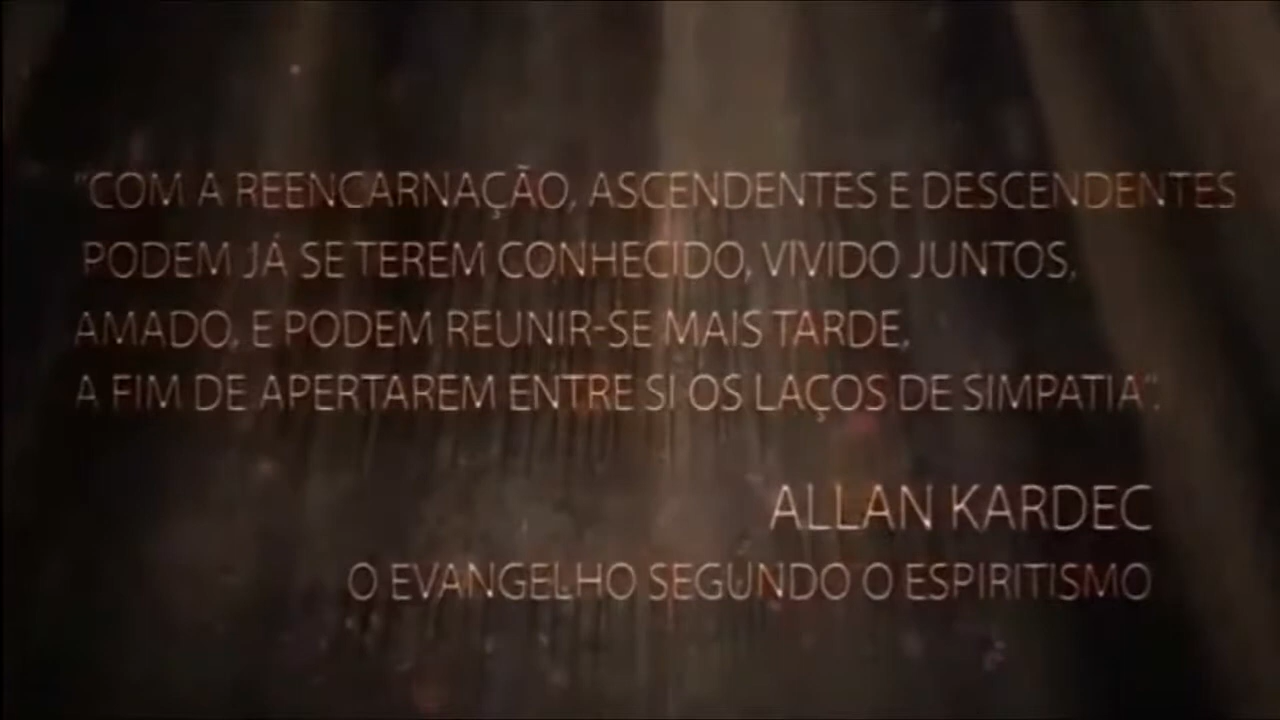 "COM A REENCARNAÇÃO, ASCENDENTES E DESCENDENTES
PODEM JÁ SE TEREM CONHECIDO, VIVIDO JUNTOS,
AMADO, E PODEM REUNIR-SE MAIS TARDE,
A FIM DE APERTAREM ENTRE SI OS LAÇOS DE SIMPATIA".
ALLAN KARDEC
O EVANGELHO SEGUNDO O ESPIRITISMO